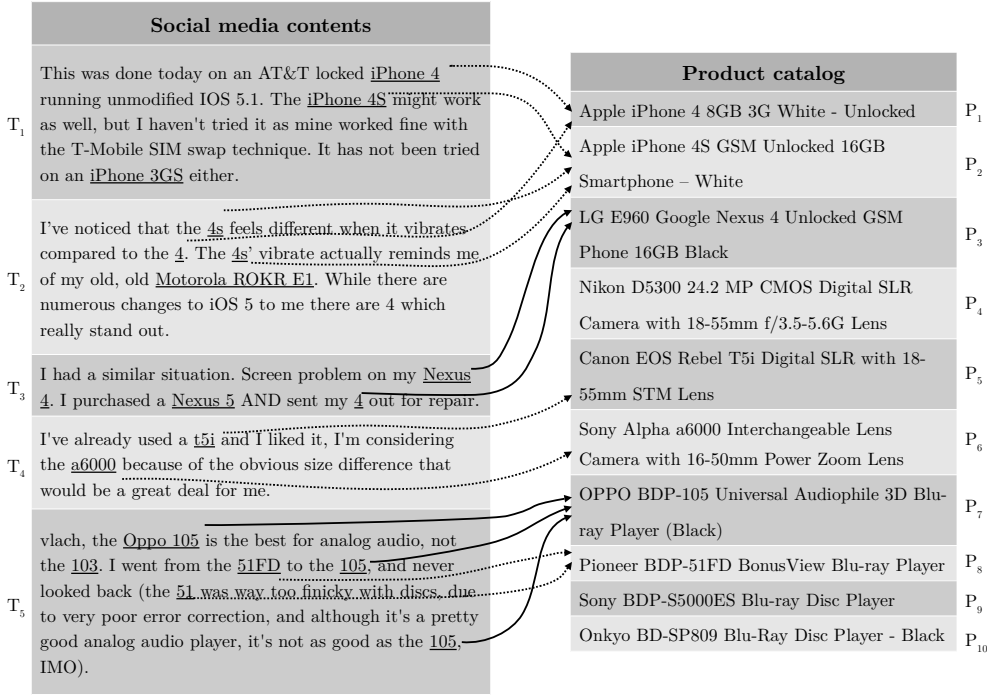 Social media contents
T1
This was done today on an AT&T locked iPhone 4
running unmodified IOS 5.1. The iPhone 4S might work
as well, but I haven't tried it as mine worked fine with
the T-Mobile SIM swap technique. It has not been tried
on an iPhone 3GS either.
T2
I've noticed that the 4s feels different when it vibrates
compared to the 4. The 4s' vibrate actually reminds me
of my old, old Motorola ROKR E1. While there are
numerous changes to iOS 5 to me there are 4 which
really stand out.
T3
I had a similar situation. Screen problem on my Nexus
4. I purchased a Nexus 5 AND sent my 4 out for repair.
T4
I've already used a t5i and I liked it, I'm considering
the a6000 because of the obvious size difference that
would be a great deal for me.
T5
vlach, the Oppo 105 is the best for analog audio, not
the 103. I went from the 51FD to the 105, and never
looked back (the 51 was way too finicky with discs, due
to very poor error correction, and although it's a pretty
good analog audio player, it's not as good as the 105,
IMO).
Product catalog
Apple iPhone 4 8GB 3G White - Unlocked
P1
Apple iPhone 4S GSM Unlocked 16GB
Smartphone – White
P2
LG E960 Google Nexus 4 Unlocked GSM
Phone 16GB Black
P3
Nikon D5300 24.2 MP CMOS Digital SLR
Camera with 18-55mm f/3.5-5.6G Lens
P4
Canon EOS Rebel T5i Digital SLR with 18-
55mm STM Lens
P5
Sony Alpha a6000 Interchangeable Lens
Camera with 16-50mm Power Zoom Lens
P6
OPPO BDP-105 Universal Audiophile 3D Blu-
ray Player (Black)
P7
Pioneer BDP-51FD BonusView Blu-ray Player
P8
Sony BDP-S5000ES Blu-ray Disc Player
P9
Onkyo BD-SP809 Blu-Ray Disc Player - Black
P10